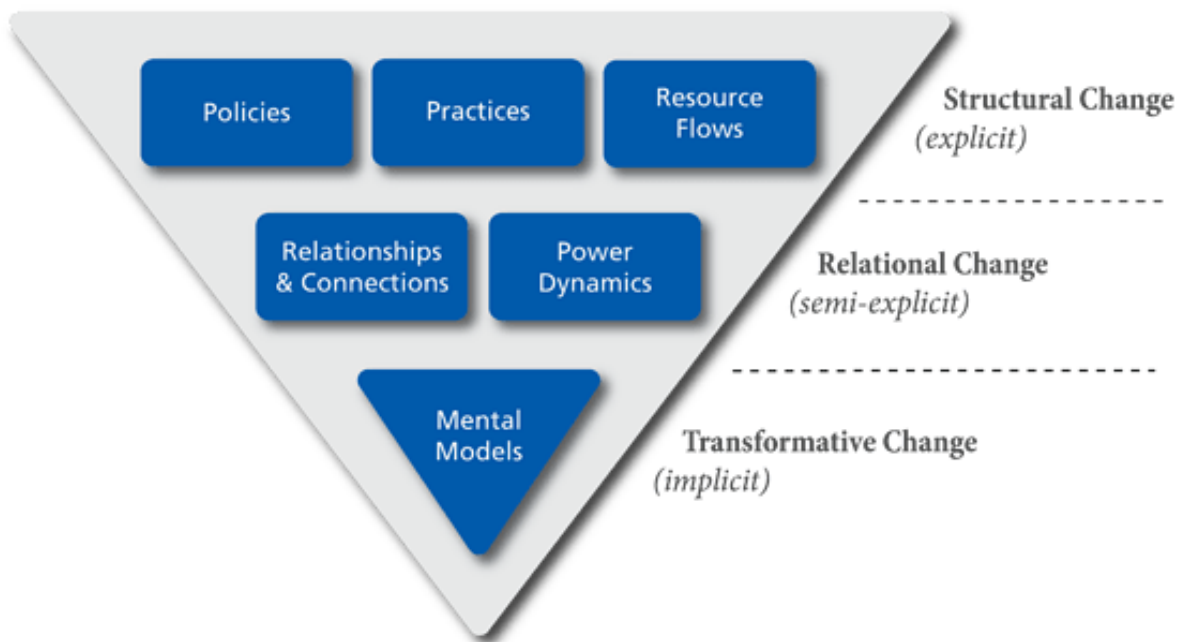 Policies
Practices
Resource
Flows
Structural Change
(explicit)
Relationships
& Connections
Power
Dynamics
Relational Change
(semi-explicit)
Mental
Models
Transformative Change
(implicit)